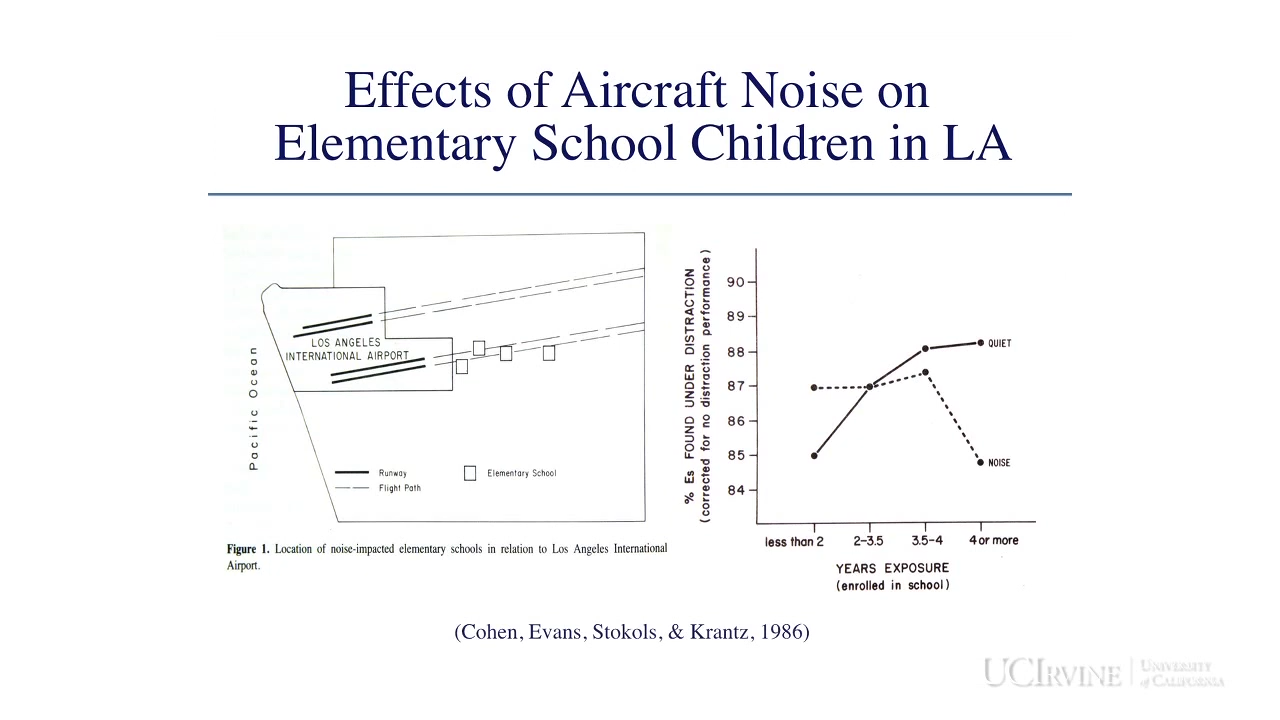 Effects of Aircraft Noise on
Elementary School Children in LA
LOS ANGELES
INTERNATIONAL AIRPORT
Pacific Ocean
Runway
Flight Path
Elementary School
Figure 1. Location of noise-impacted elementary schools in relation to Los Angeles International
Airport.
% Es FOUND UNDER DISTRACTION
(corrected for no distraction performance)
90
89
88
87
86
85
84
QUIET
NOISE
less than 2 2-3.5 3.5-4 4 or more
YEARS EXPOSURE
(enrolled in school)
(Cohen, Evans, Stokols, & Krantz, 1986)
UCIRVINE
UNIVERSITY
of CALIFORNIA